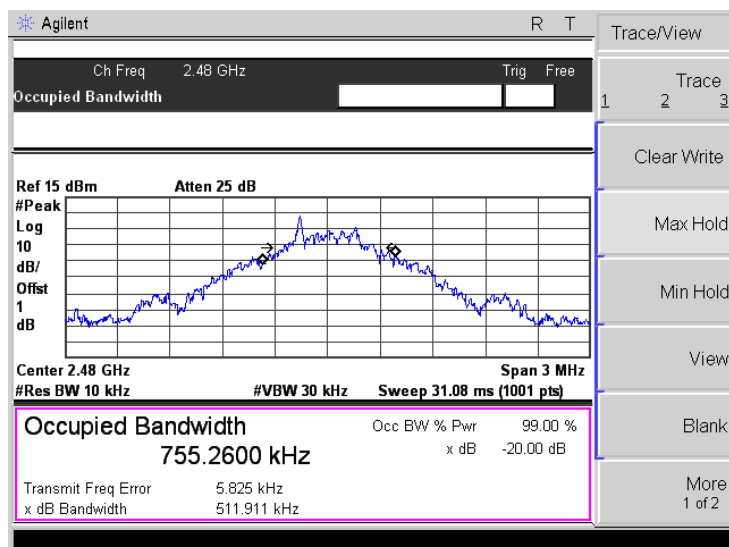 Agilent R T
Ch Freq 2.48 GHz Trig Free
Occupied Bandwidth
Ref 15 dBm Atten 25 dB
#Peak
Log
10
dB/
Offst
1
dB
Center 2.48 GHz Span 3 MHz
#Res BW 10 kHz #VBW 30 kHz Sweep 31.08 ms (1001 pts)
Occupied Bandwidth
755.2600 kHz
Occ BW % Pwr 99.00 %
x dB -20.00 dB
Transmit Freq Error 5.825 kHz
x dB Bandwidth 511.911 kHz
Trace/View
Trace
1 2 3
Clear Write
Max Hold
Min Hold
View
Blank
More
1 of 2